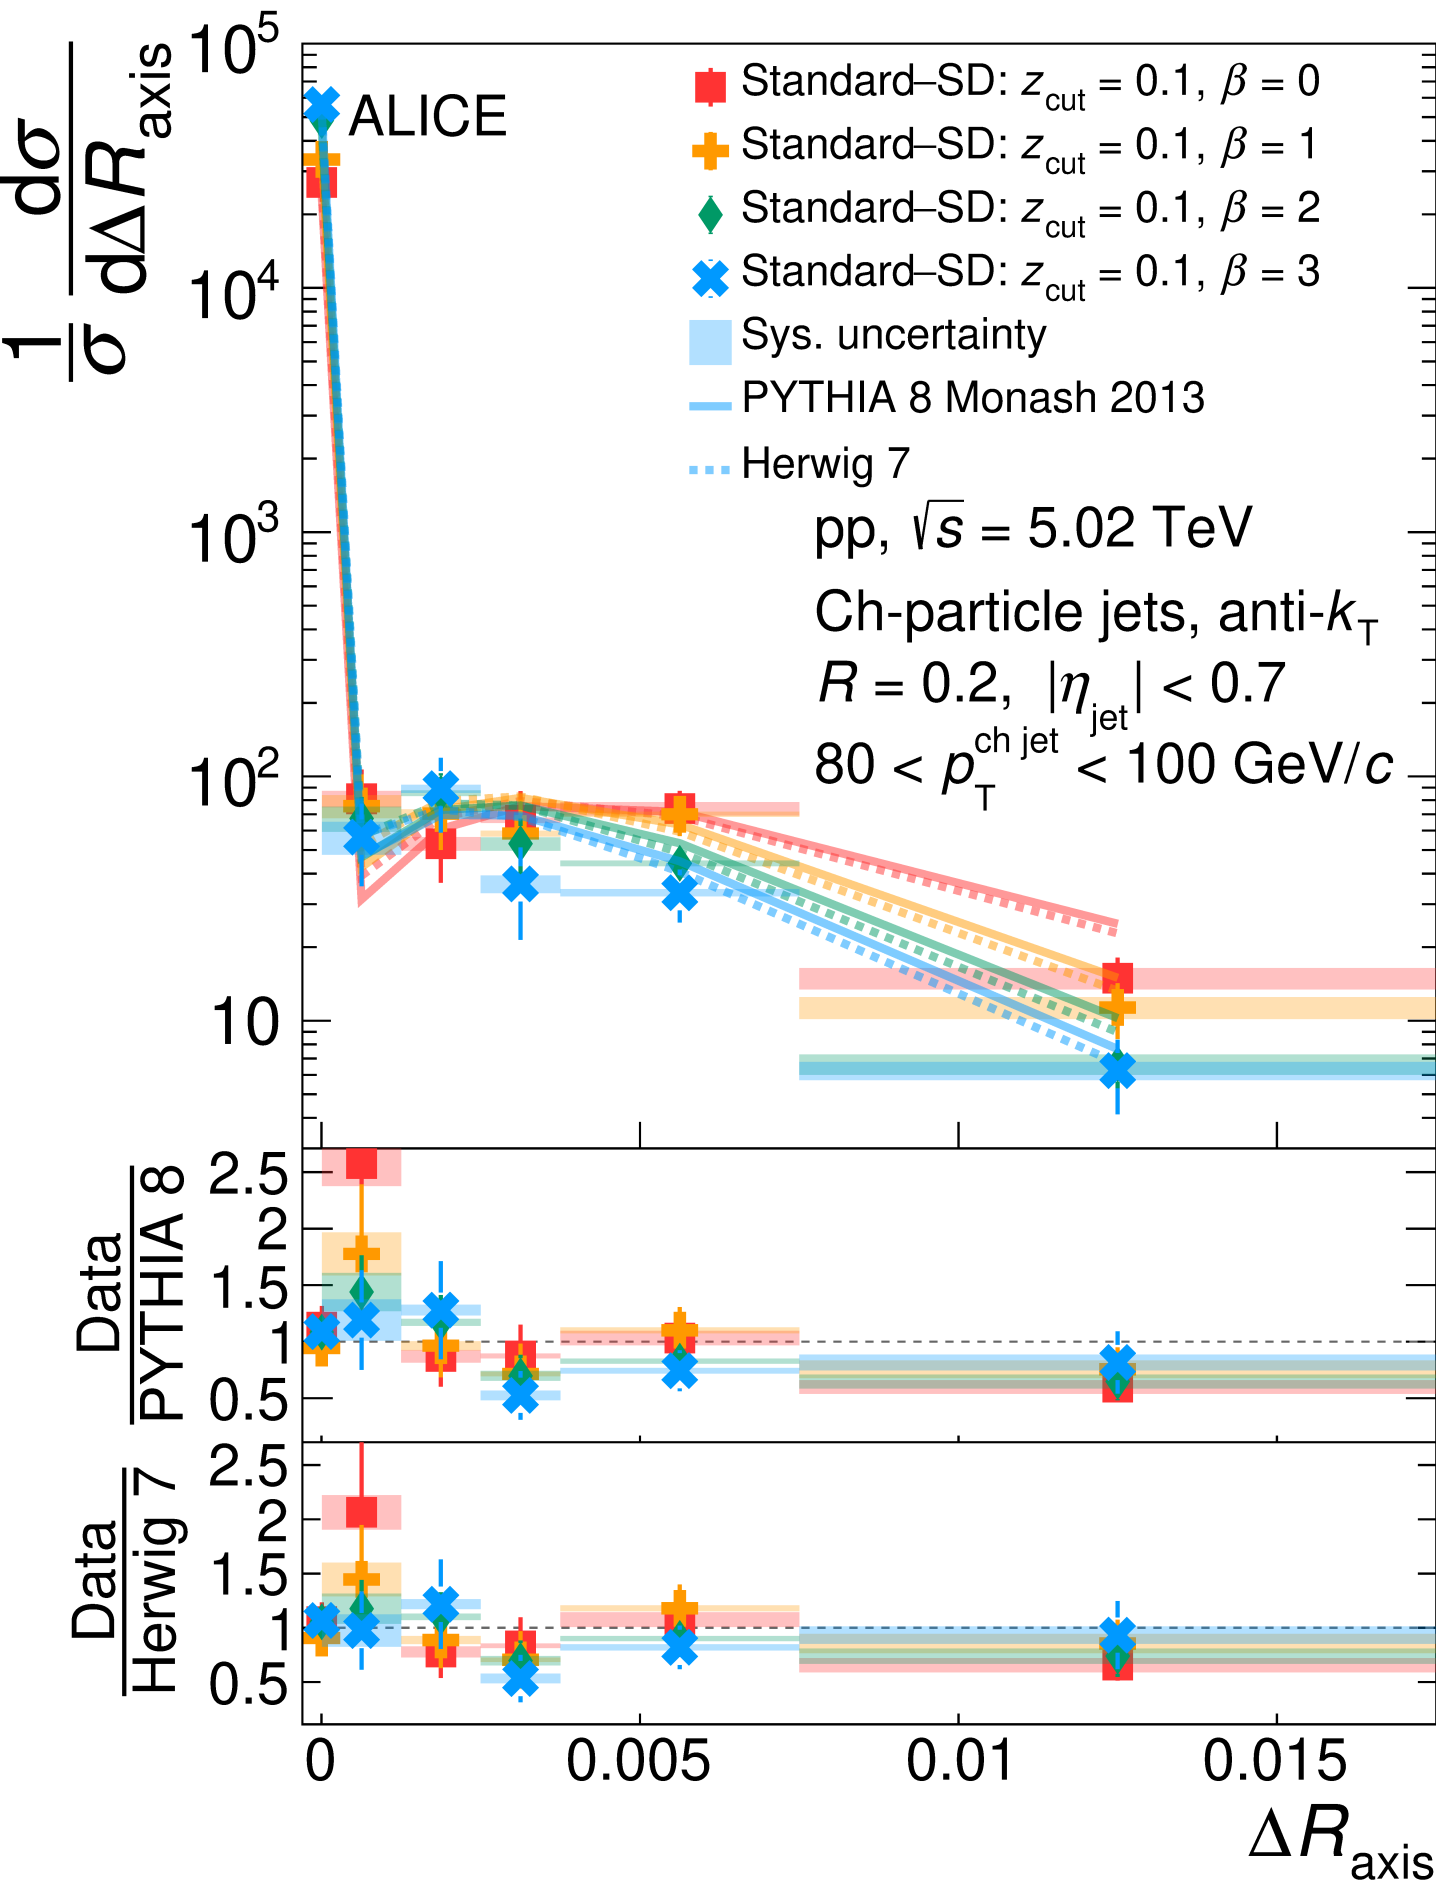 1/σ dσ/dΔR_axis
10^5
10^4
10^3
10^2
10
ALICE
Standard–SD: z_cut = 0.1, β = 0
Standard–SD: z_cut = 0.1, β = 1
Standard–SD: z_cut = 0.1, β = 2
Standard–SD: z_cut = 0.1, β = 3
Sys. uncertainty
PYTHIA 8 Monash 2013
Herwig 7
pp, √s = 5.02 TeV
Ch-particle jets, anti-k_T
R = 0.2, |η_jet| < 0.7
80 < p_T^ch jet < 100 GeV/c
Data
PYTHIA 8
2.5
2
1.5
1
0.5
Data
Herwig 7
2.5
2
1.5
1
0.5
0 0.005 0.01 0.015
ΔR_axis